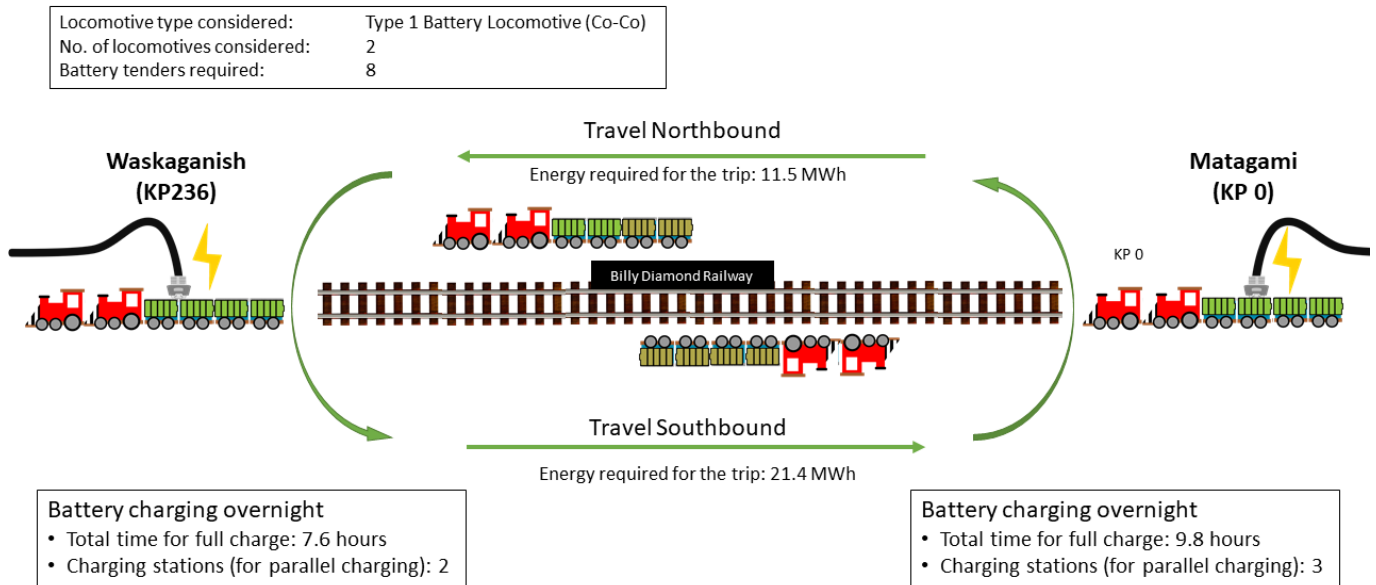 Locomotive type considered: Type 1 Battery Locomotive (Co-Co)
No. of locomotives considered: 2
Battery tenders required: 8
Travel Northbound
Energy required for the trip: 11.5 MWh
Waskaganish
(KP236)
Matagami
(KP 0)
KP 0
Billy Diamond Railway
Travel Southbound
Energy required for the trip: 21.4 MWh
Battery charging overnight
• Total time for full charge: 7.6 hours
• Charging stations (for parallel charging): 2
Battery charging overnight
• Total time for full charge: 9.8 hours
• Charging stations (for parallel charging): 3